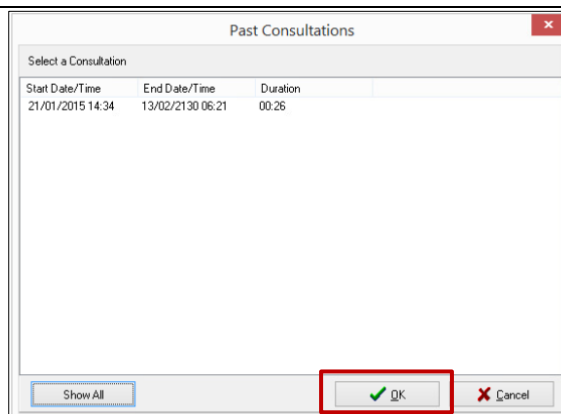 Past Consultations
Select a Consultation
Start Date/Time End Date/Time Duration
21/01/2015 14:34 13/02/2130 06:21 00:26
Show All OK Cancel